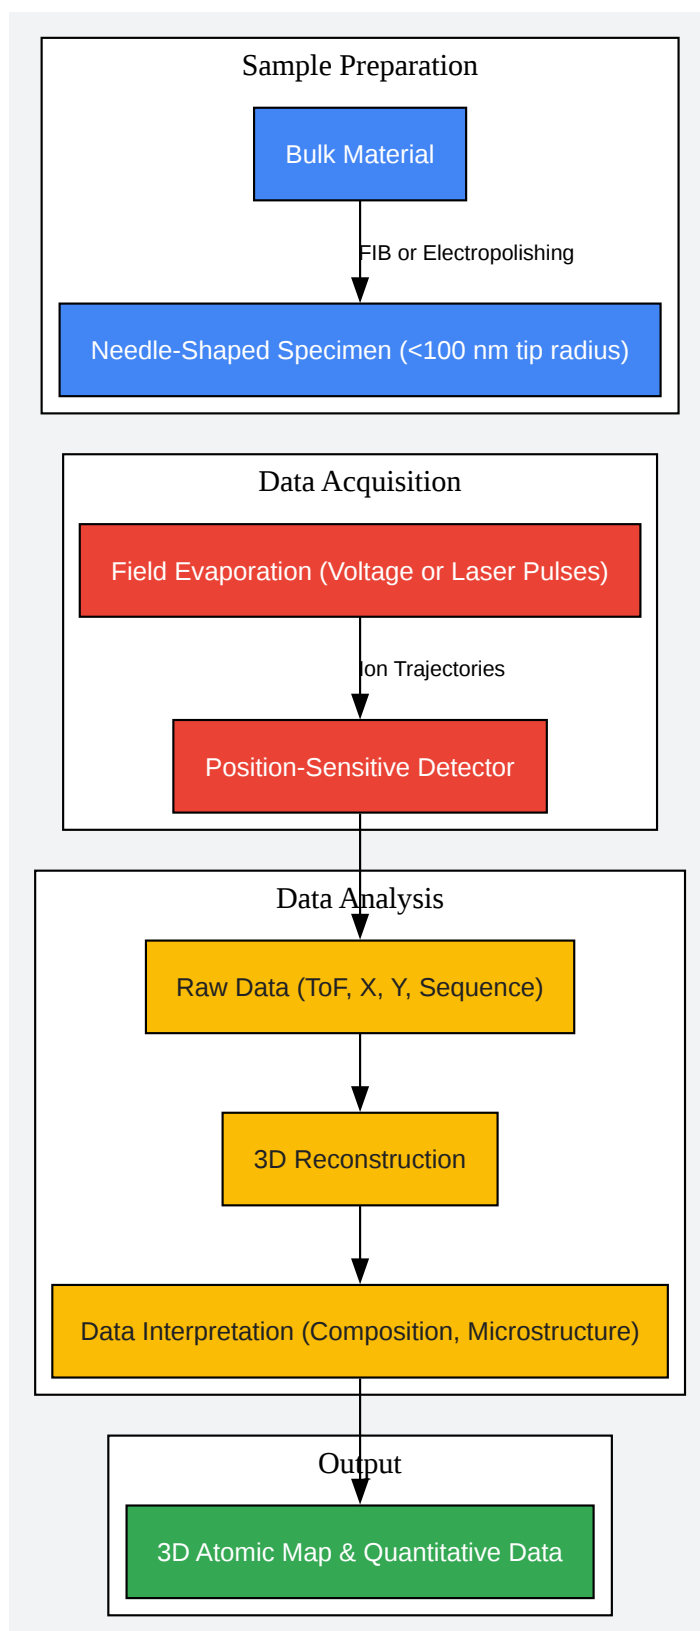 Sample Preparation
Bulk Material
FIB or Electropolishing
Needle-Shaped Specimen (<100 nm tip radius)
Data Acquisition
Field Evaporation (Voltage or Laser Pulses)
Ion Trajectories
Position-Sensitive Detector
Data Analysis
Raw Data (ToF, X, Y, Sequence)
3D Reconstruction
Data Interpretation (Composition, Microstructure)
Output
3D Atomic Map & Quantitative Data